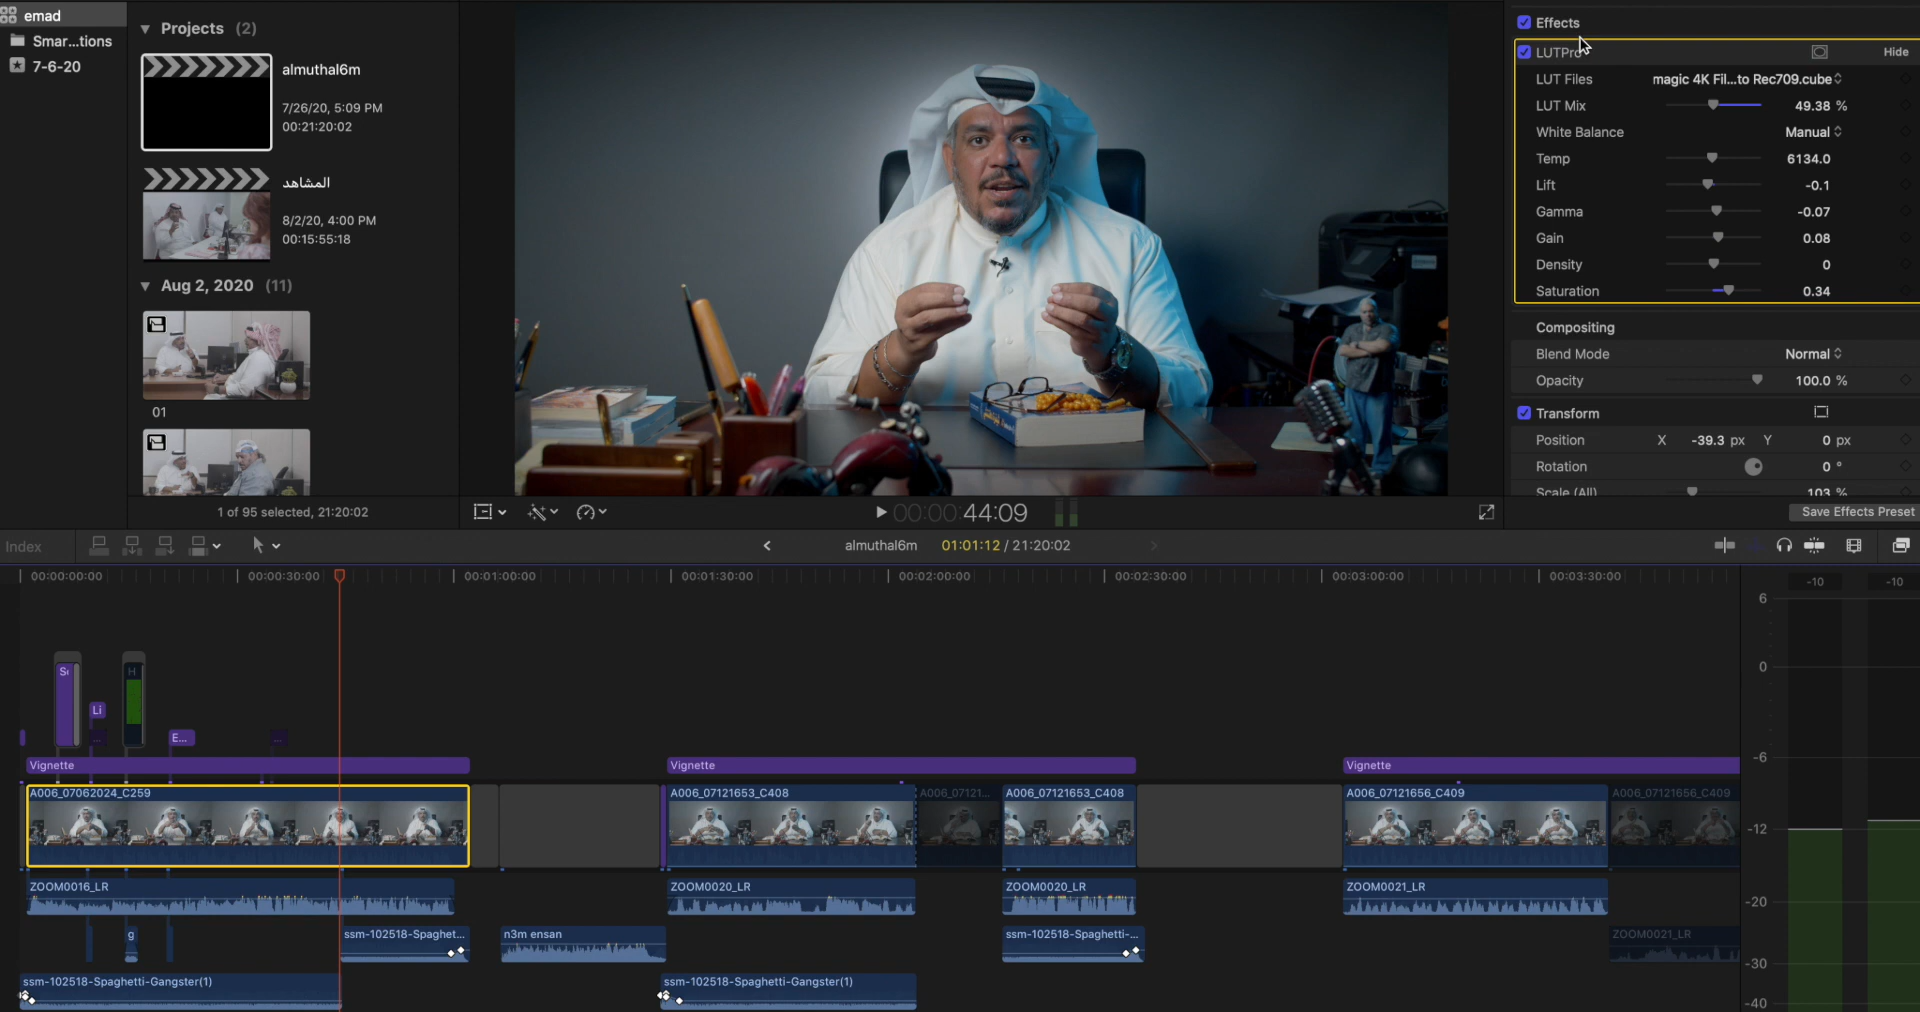 emad
Smar...tions
7-6-20
Projects (2)
almuthal6m
7/26/20, 5:09 PM
00:21:20:02
المشاهد
8/2/20, 4:00 PM
00:15:55:18
Aug 2, 2020 (11)
01
1 of 95 selected, 21:20:02
00:00:44:09
Effects
LUTPro Hide
LUT Files magic 4K Fil...to Rec709.cube
LUT Mix 49.38 %
White Balance Manual
Temp 6134.0
Lift -0.1
Gamma -0.07
Gain 0.08
Density 0
Saturation 0.34
Compositing
Blend Mode Normal
Opacity 100.0 %
Transform
Position X -39.3 px Y 0 px
Rotation 0 °
Scale (All) 103 %
Save Effects Preset
Index
almuthal6m 01:01:12 / 21:20:02
00:00:00:00 00:00:30:00 00:01:00:00 00:01:30:00 00:02:00:00 00:02:30:00 00:03:00:00 00:03:30:00
-10 -10
6
0
-6
-12
-20
-30
-40
H
Li
E...
Vignette Vignette Vignette
A006_07062024_C259 A006_07121653_C408 A006_07121... A006_07121653_C408 A006_07121656_C409 A006_07121656_C409
ZOOM0016_LR ZOOM0020_LR ZOOM0020_LR ZOOM0021_LR
g ssm-102518-Spaghet... n3m ensan ssm-102518-Spaghetti-... ZOOM0021_LR
ssm-102518-Spaghetti-Gangster(1) ssm-102518-Spaghetti-Gangster(1)